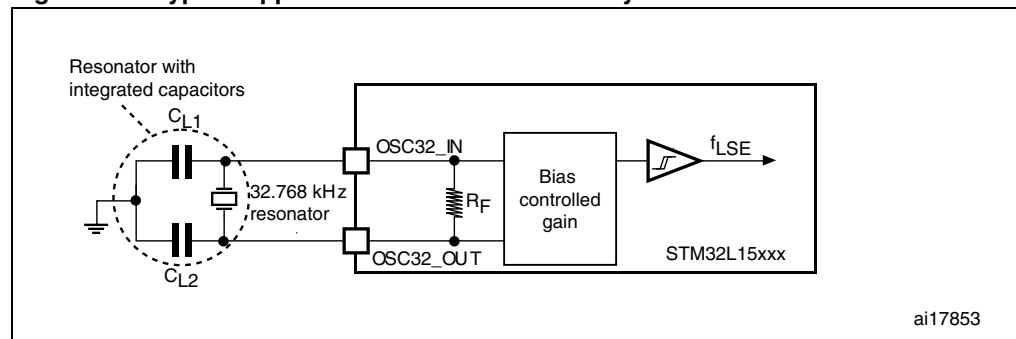 Resonator with
integrated capacitors
CL1
32.768 kHz
resonator
CL2
OSC32_IN
RF
OSC32_OUT
Bias
controlled
gain
fLSE
STM32L15xxx
ai17853